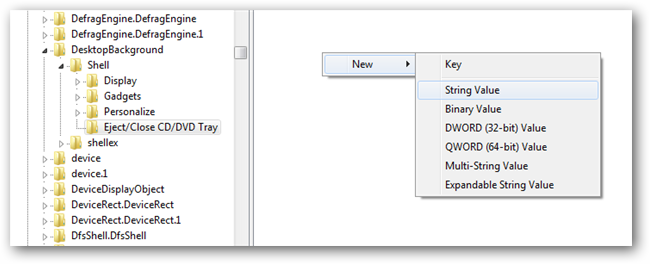 DefragEngine.DefragEngine
DefragEngine.DefragEngine.1
DesktopBackground
Shell
Display
Gadgets
Personalize
Eject/Close CD/DVD Tray
shellex
device
device.1
DeviceDisplayObject
DeviceRect.DeviceRect
DeviceRect.DeviceRect.1
DfsShell.DfsShell
New
Key
String Value
Binary Value
DWORD (32-bit) Value
QWORD (64-bit) Value
Multi-String Value
Expandable String Value